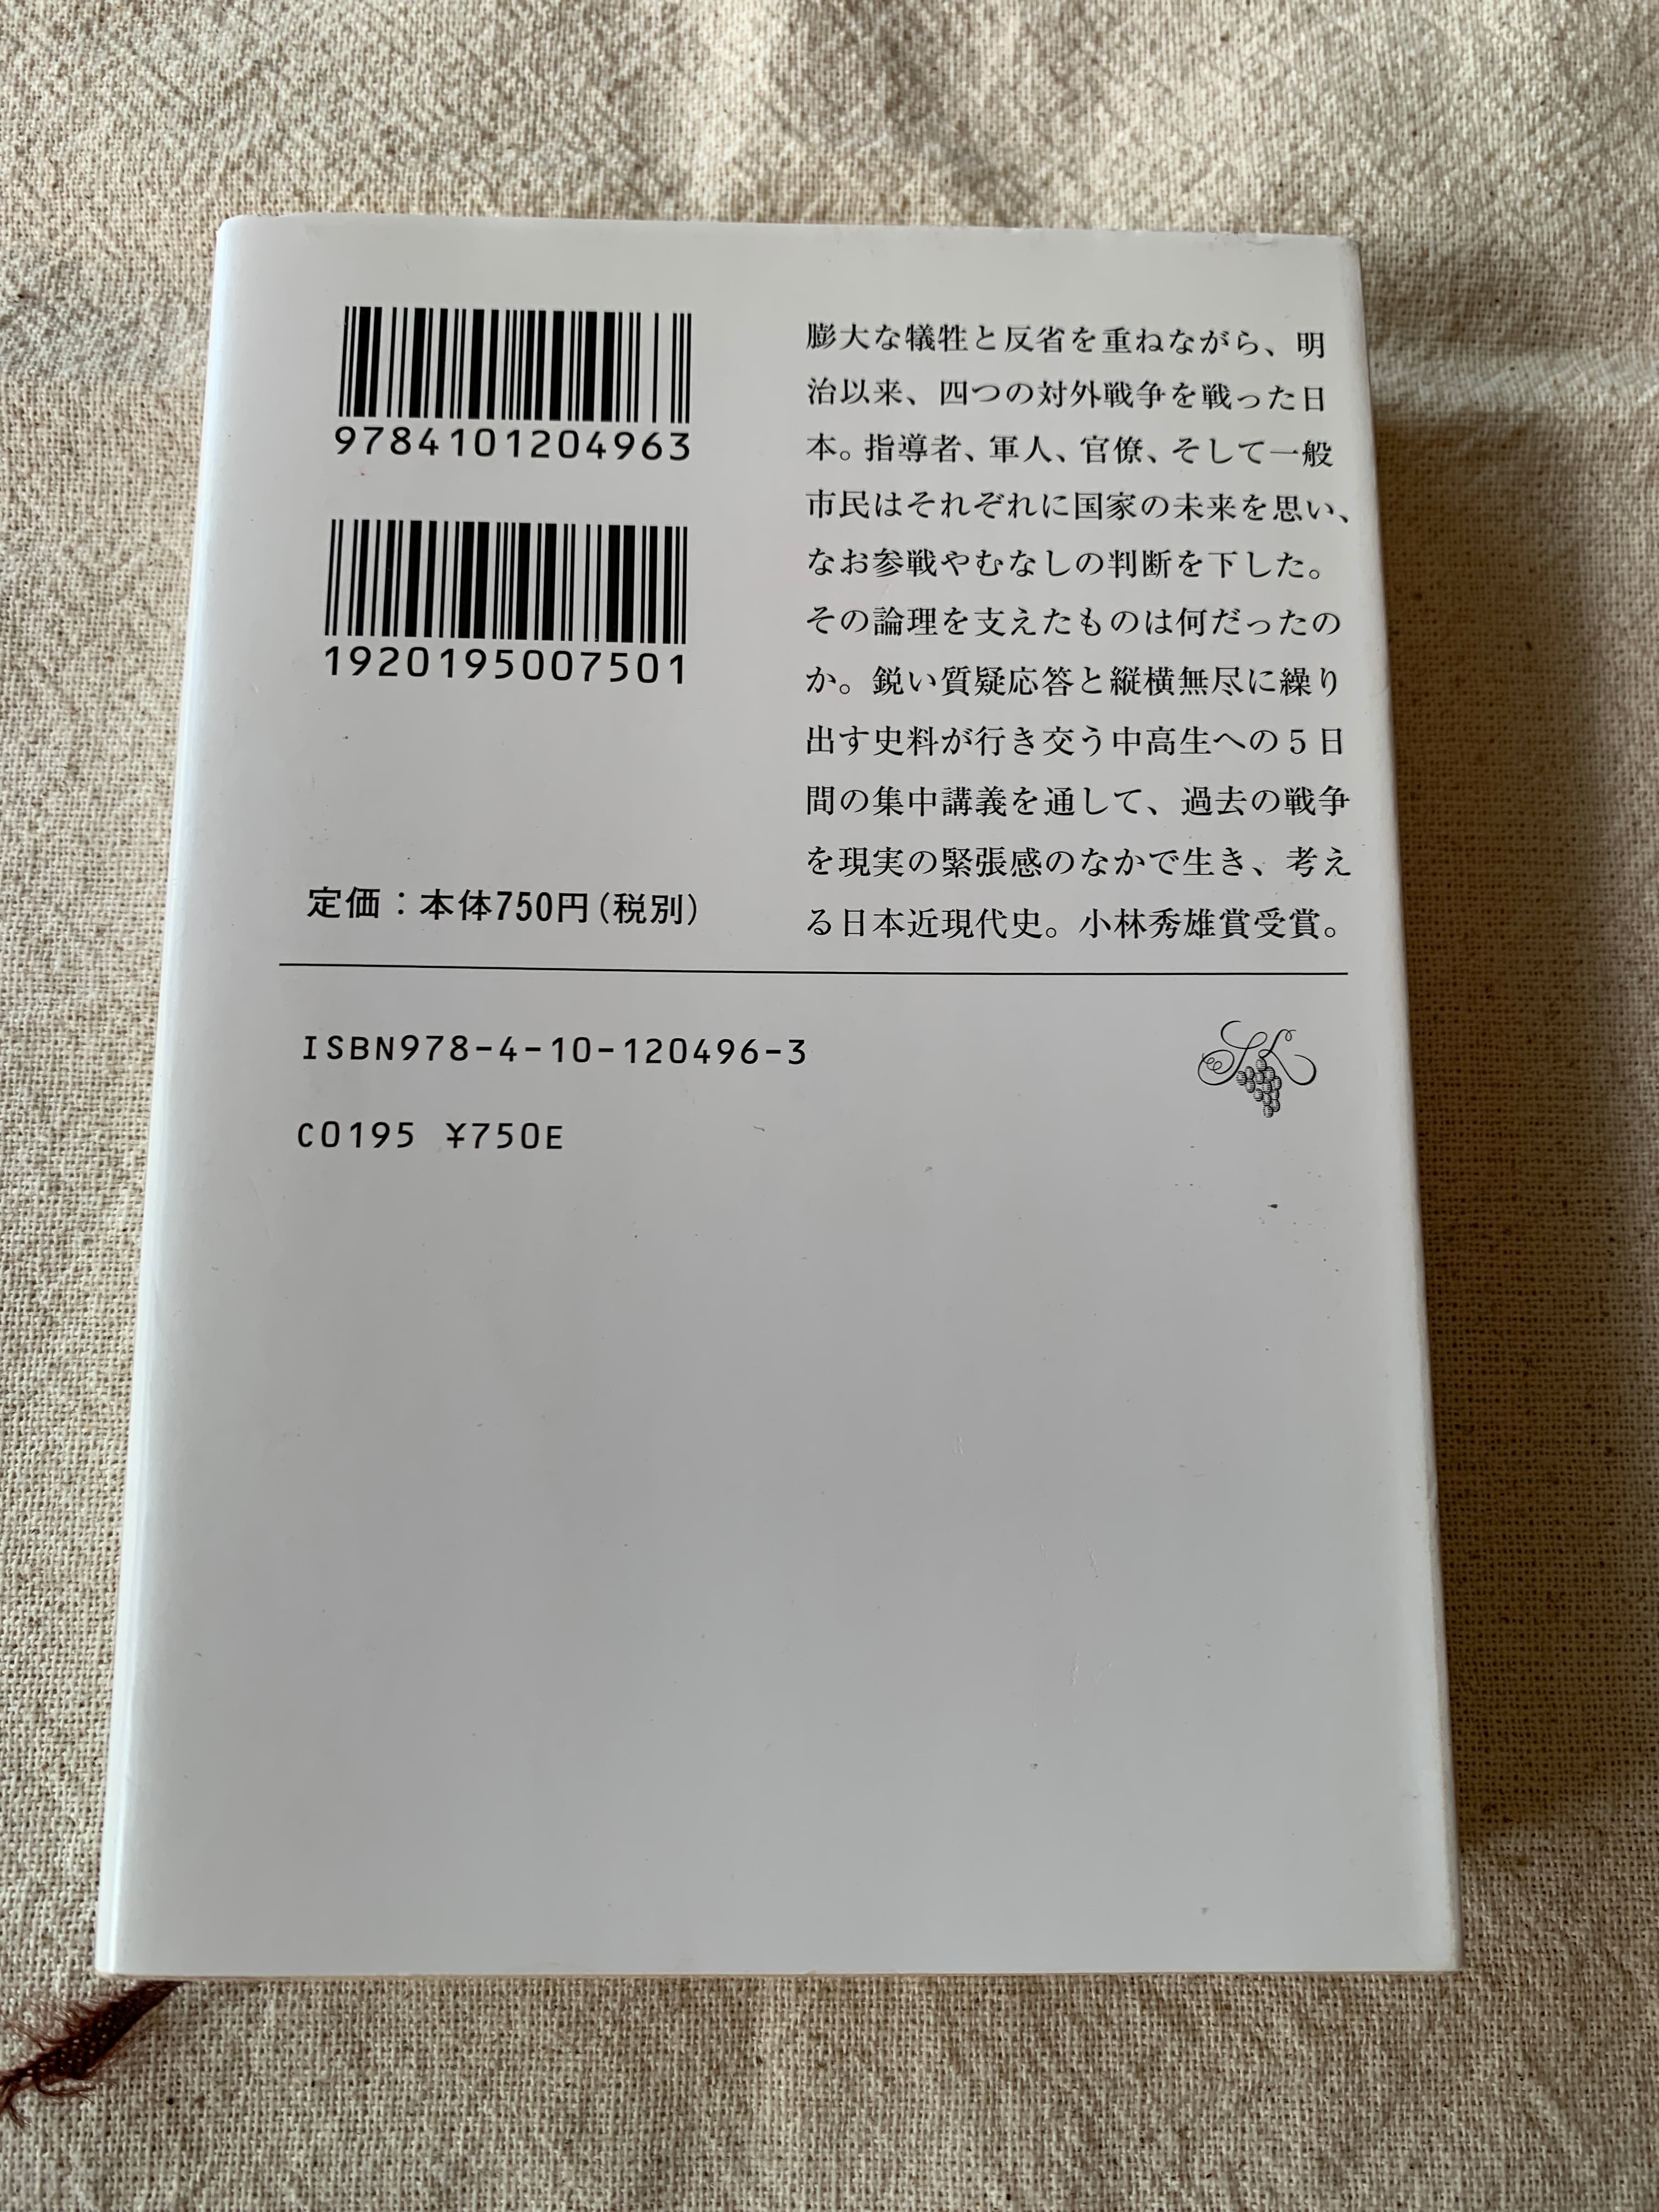 9784101204963
1920195007501
定価：本体750円(税別)
膨大な犠牲と反省を重ねながら、明
治以来、四つの対外戦争を戦った日
本。指導者、軍人、官僚、そして一般
市民はそれぞれに国家の未来を思い、
なお参戦やむなしの判断を下した。
その論理を支えたものは何だったの
か。鋭い質疑応答と縦横無尽に繰り
出す史料が行き交う中高生への5日
間の集中講義を通して、過去の戦争
を現実の緊張感のなかで生き、考え
る日本近現代史。小林秀雄賞受賞。
ISBN978-4-10-120496-3
C0195 ¥750E